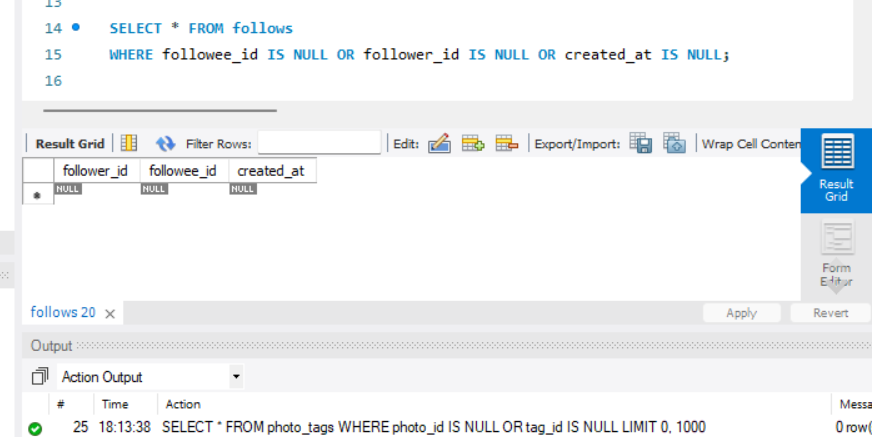 13
14 SELECT * FROM follows
15 WHERE followee_id IS NULL OR follower_id IS NULL OR created_at IS NULL;
16
Result Grid Filter Rows: Edit: Export/Import: Wrap Cell Conten
follower_id followee_id created_at
* NULL NULL NULL
Result
Grid
Form
Editor
follows 20 Apply Revert
Output
Action Output
# Time Action Messa
25 18:13:38 SELECT * FROM photo_tags WHERE photo_id IS NULL OR tag_id IS NULL LIMIT 0, 1000 0 row(